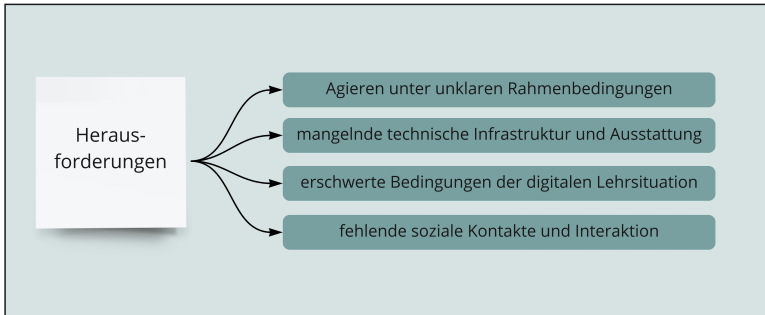 Heraus-
forderungen
Agieren unter unklaren Rahmenbedingungen
mangelnde technische Infrastruktur und Ausstattung
erschwerte Bedingungen der digitalen Lehrsituation
fehlende soziale Kontakte und Interaktion